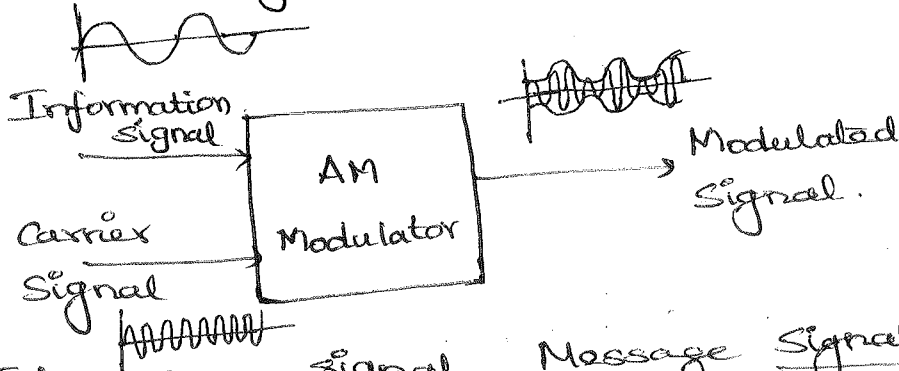 Information
Signal
AM
Modulator
Carrier
Signal
Modulated
Signal.
signal Message Signal